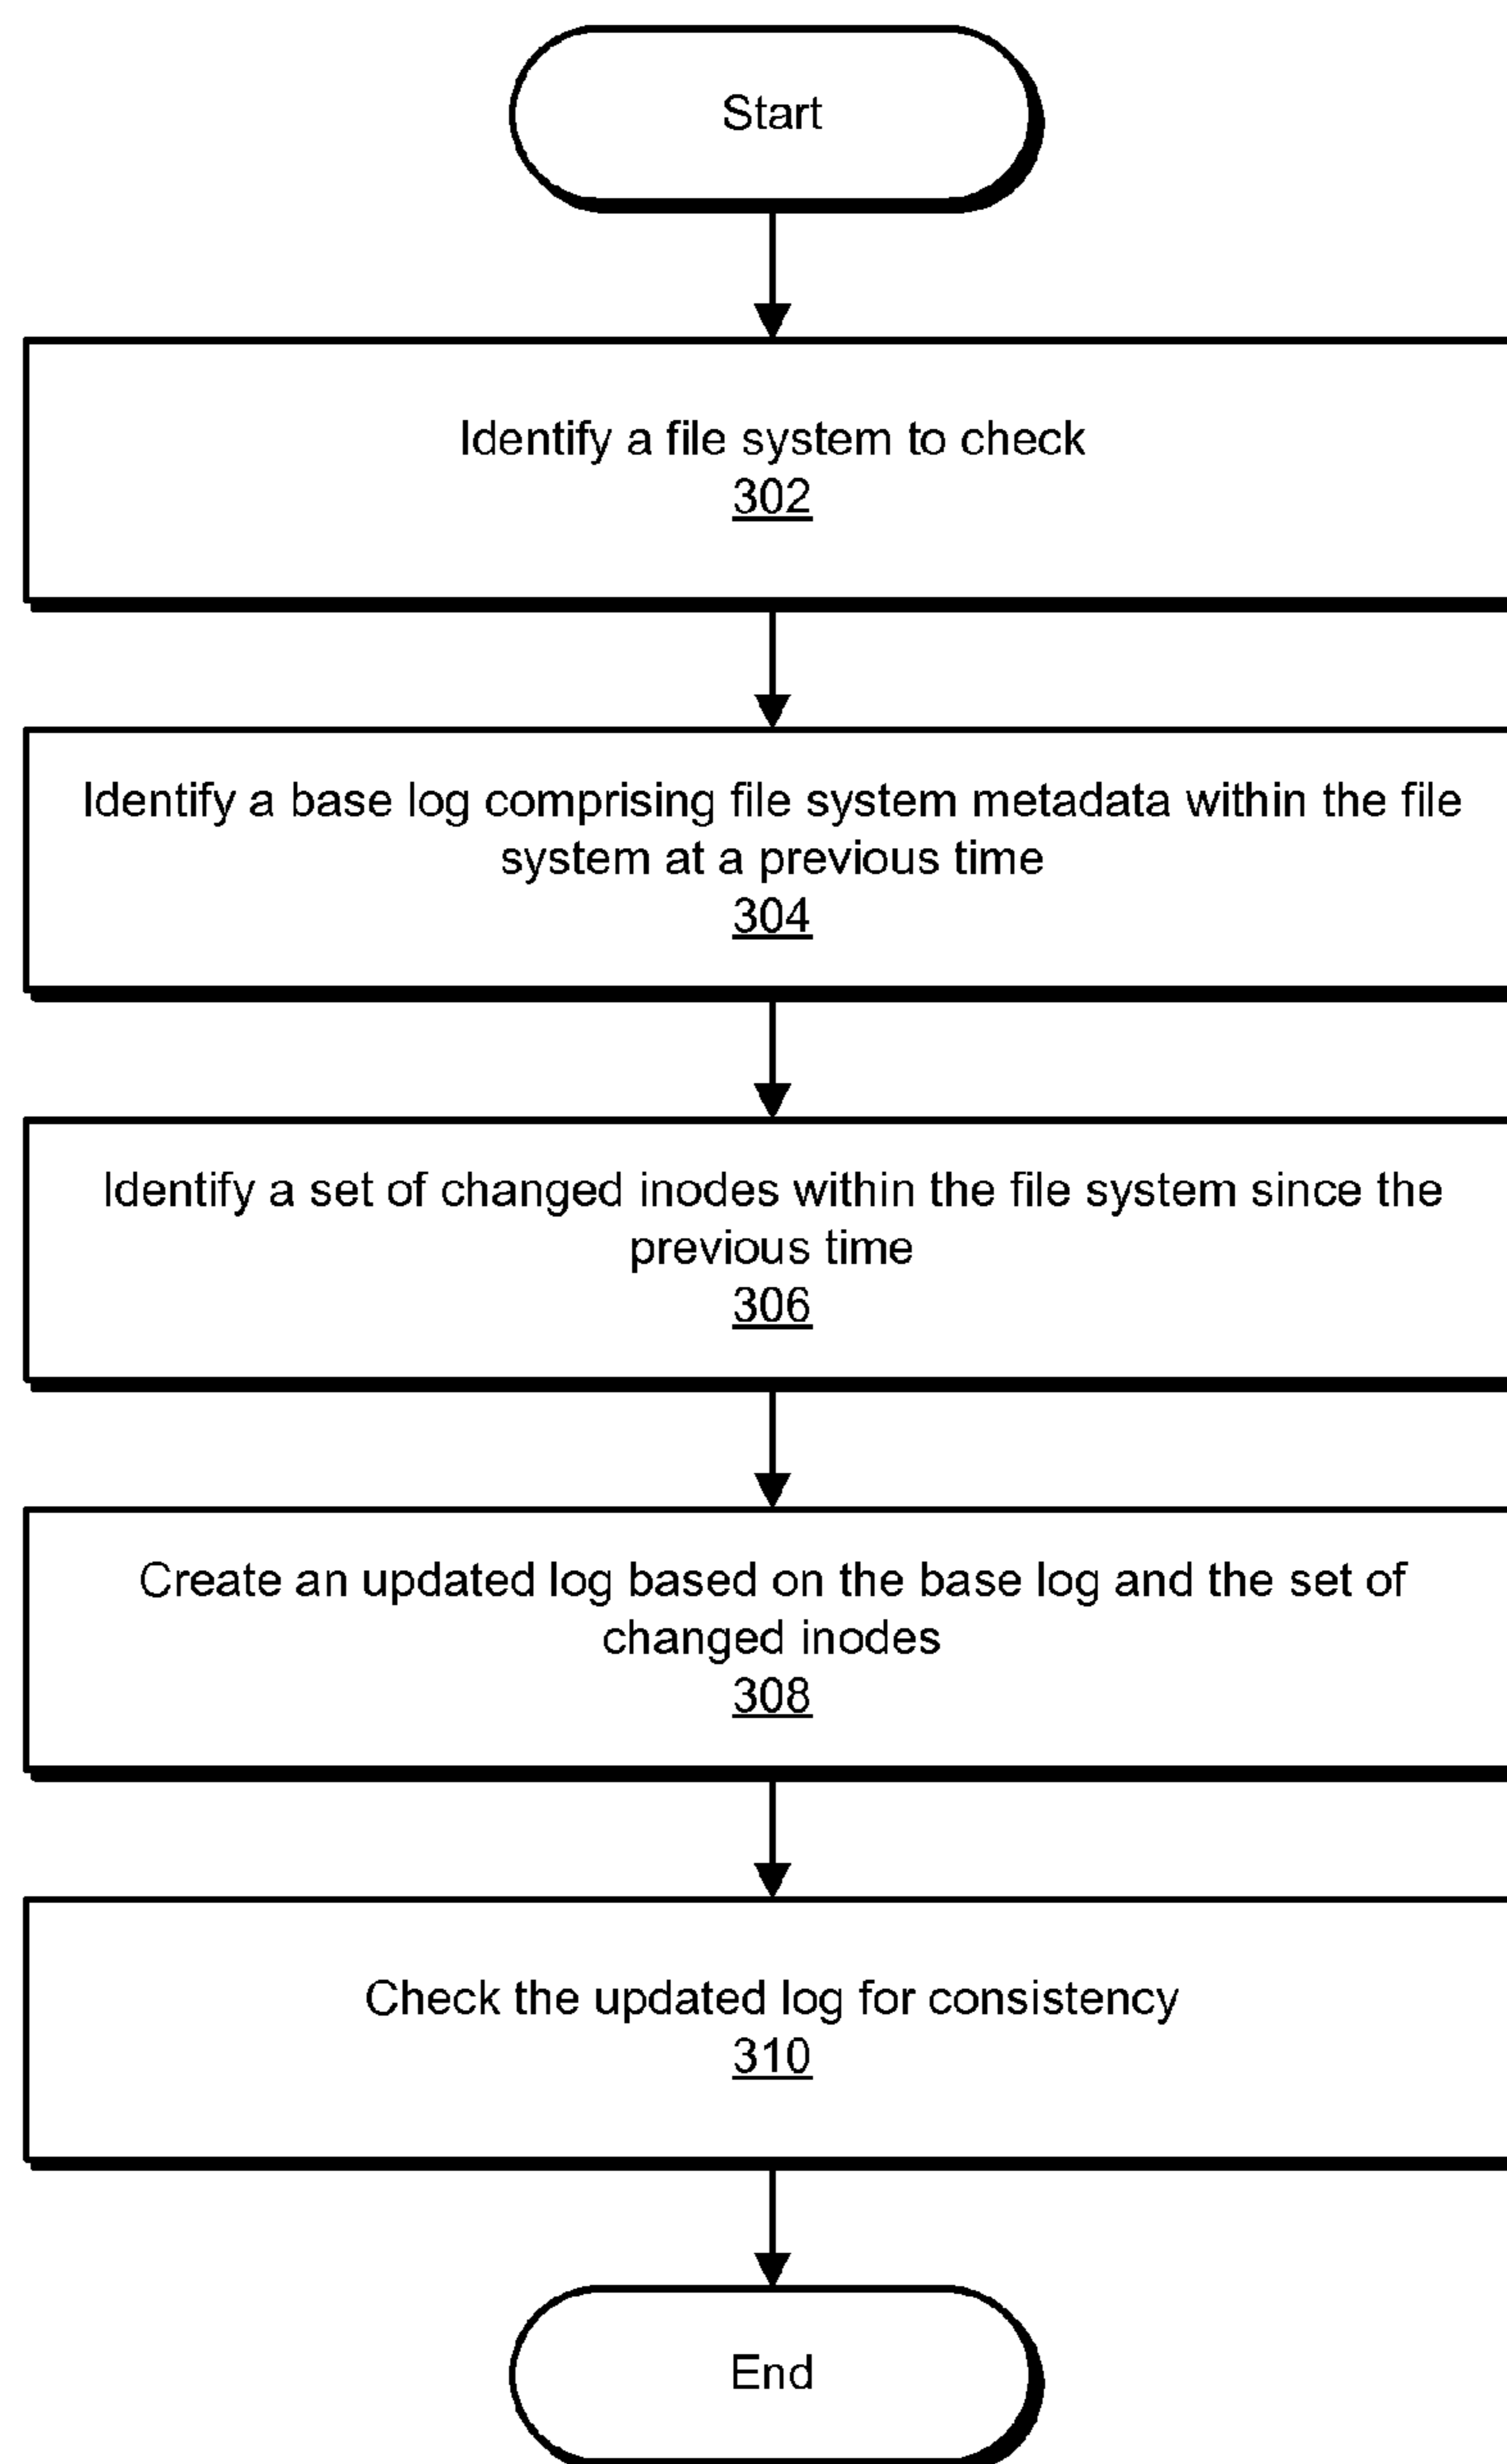 Start
Identify a file system to check
302
Identify a base log comprising file system metadata within the file
system at a previous time
304
Identify a set of changed inodes within the file system since the
previous time
306
Create an updated log based on the base log and the set of
changed inodes
308
Check the updated log for consistency
310
End